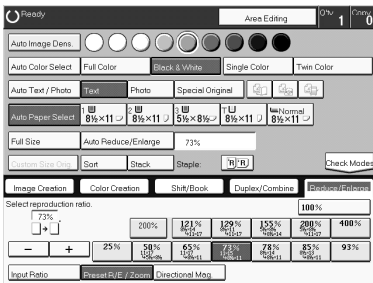 Ready
Area Editing
Q'ty 1 Copy 0
Auto Image Dens.
Auto Color Select Full Color Black & White Single Color Twin Color
Auto Text / Photo Text Photo Special Original
Auto Paper Select 1 8½×11 2 8½×11 3 5½×8½ T 8½×11 Normal 8½×11
Full Size Auto Reduce/Enlarge 73%
Custom Size Orig. Sort Stack Staple: Check Modes
Image Creation Color Creation Shift/Book Duplex/Combine Reduce/Enlarge
Select reproduction ratio. 100%
73%
200% 121% 129% 155% 200% 400%
− + 25% 50% 65% 73% 78% 85% 93%
Input Ratio Preset R/E / Zoom Directional Mag.